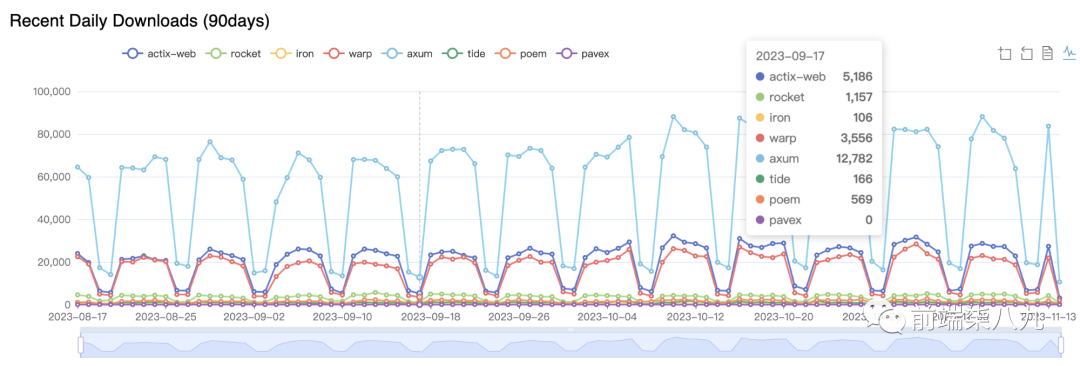 Recent Daily Downloads (90days)
actix-web rocket iron warp axum tide poem pavex
2023-09-17
actix-web 5,186
rocket 1,157
iron 106
warp 3,556
axum 12,782
tide 166
poem 569
pavex 0
100,000
80,000
60,000
40,000
20,000
0
2023-08-17 2023-08-25 2023-09-02 2023-09-10 2023-09-18 2023-09-26 2023-10-04 2023-10-12 2023-10-20 2023-11-13
前端柒八九